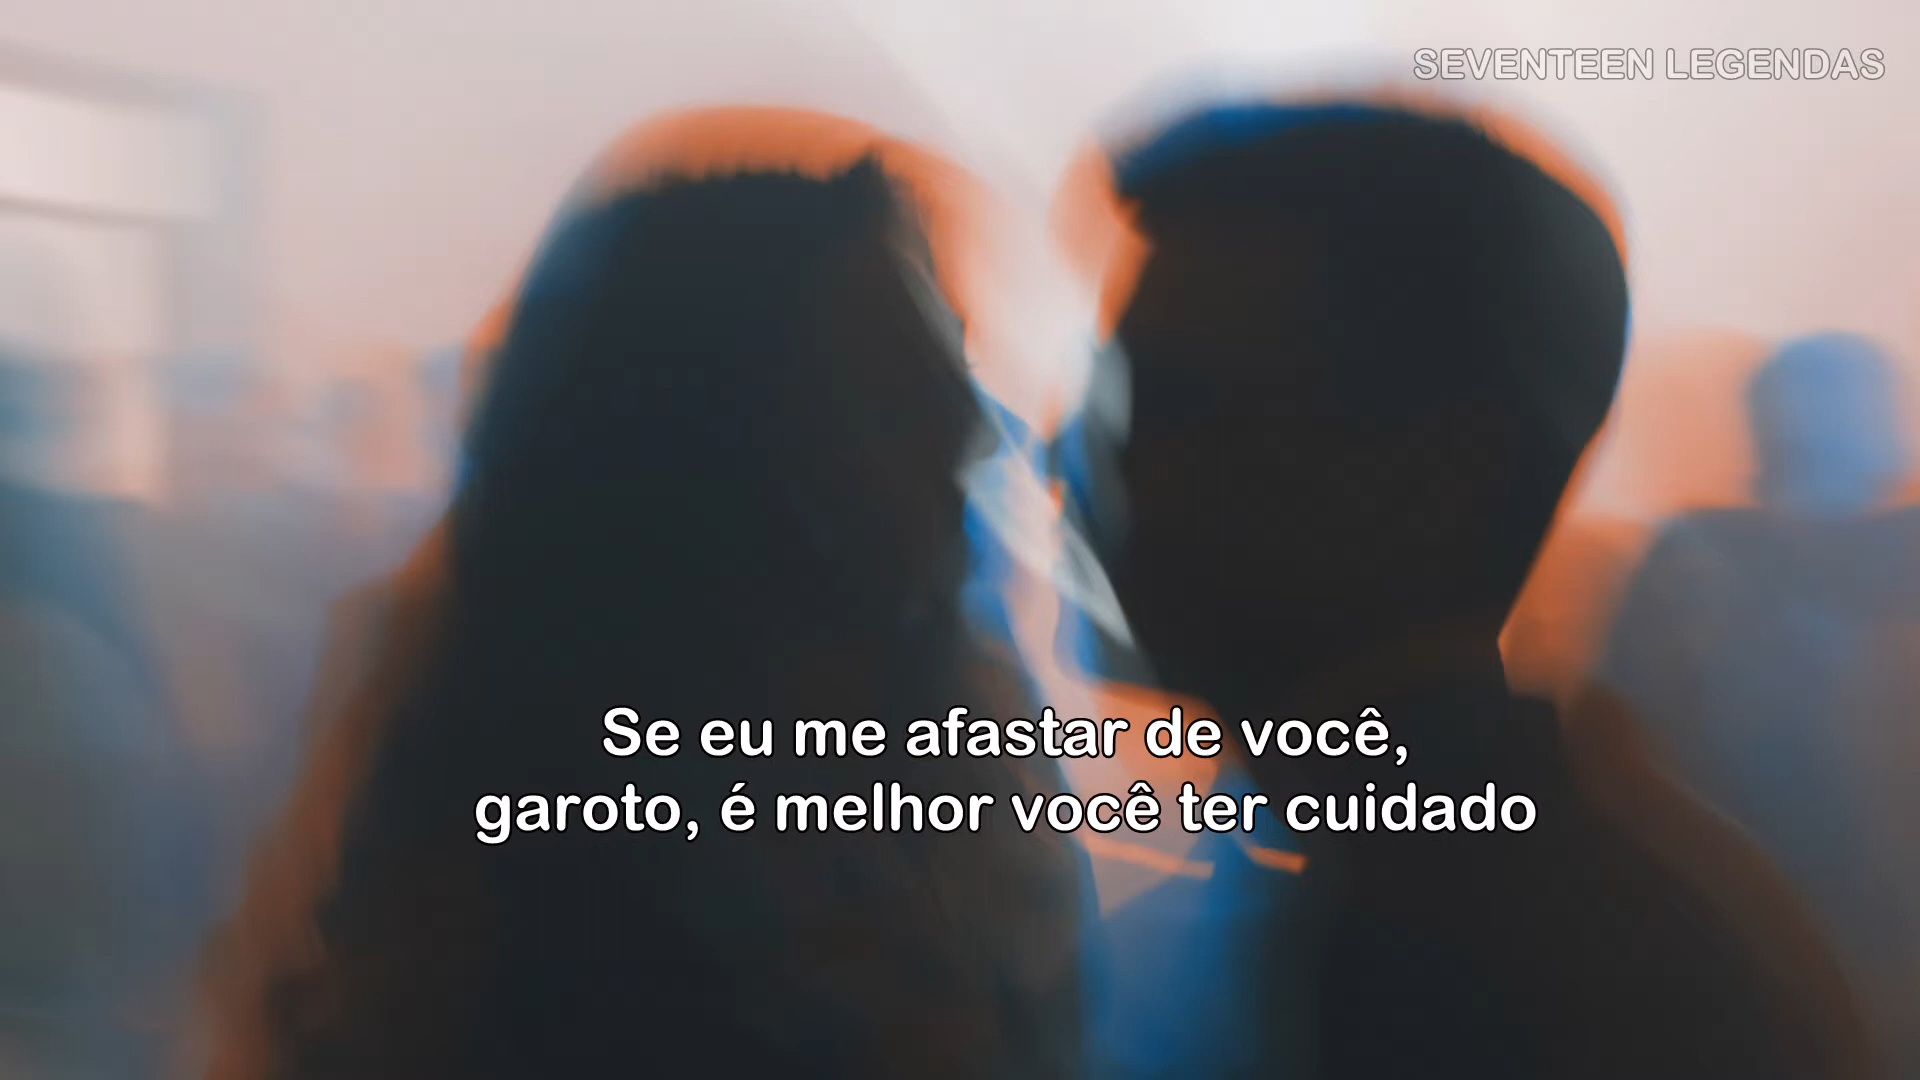 SEVENTEEN LEGENDAS
Se eu me afastar de você,
garoto, é melhor você ter cuidado